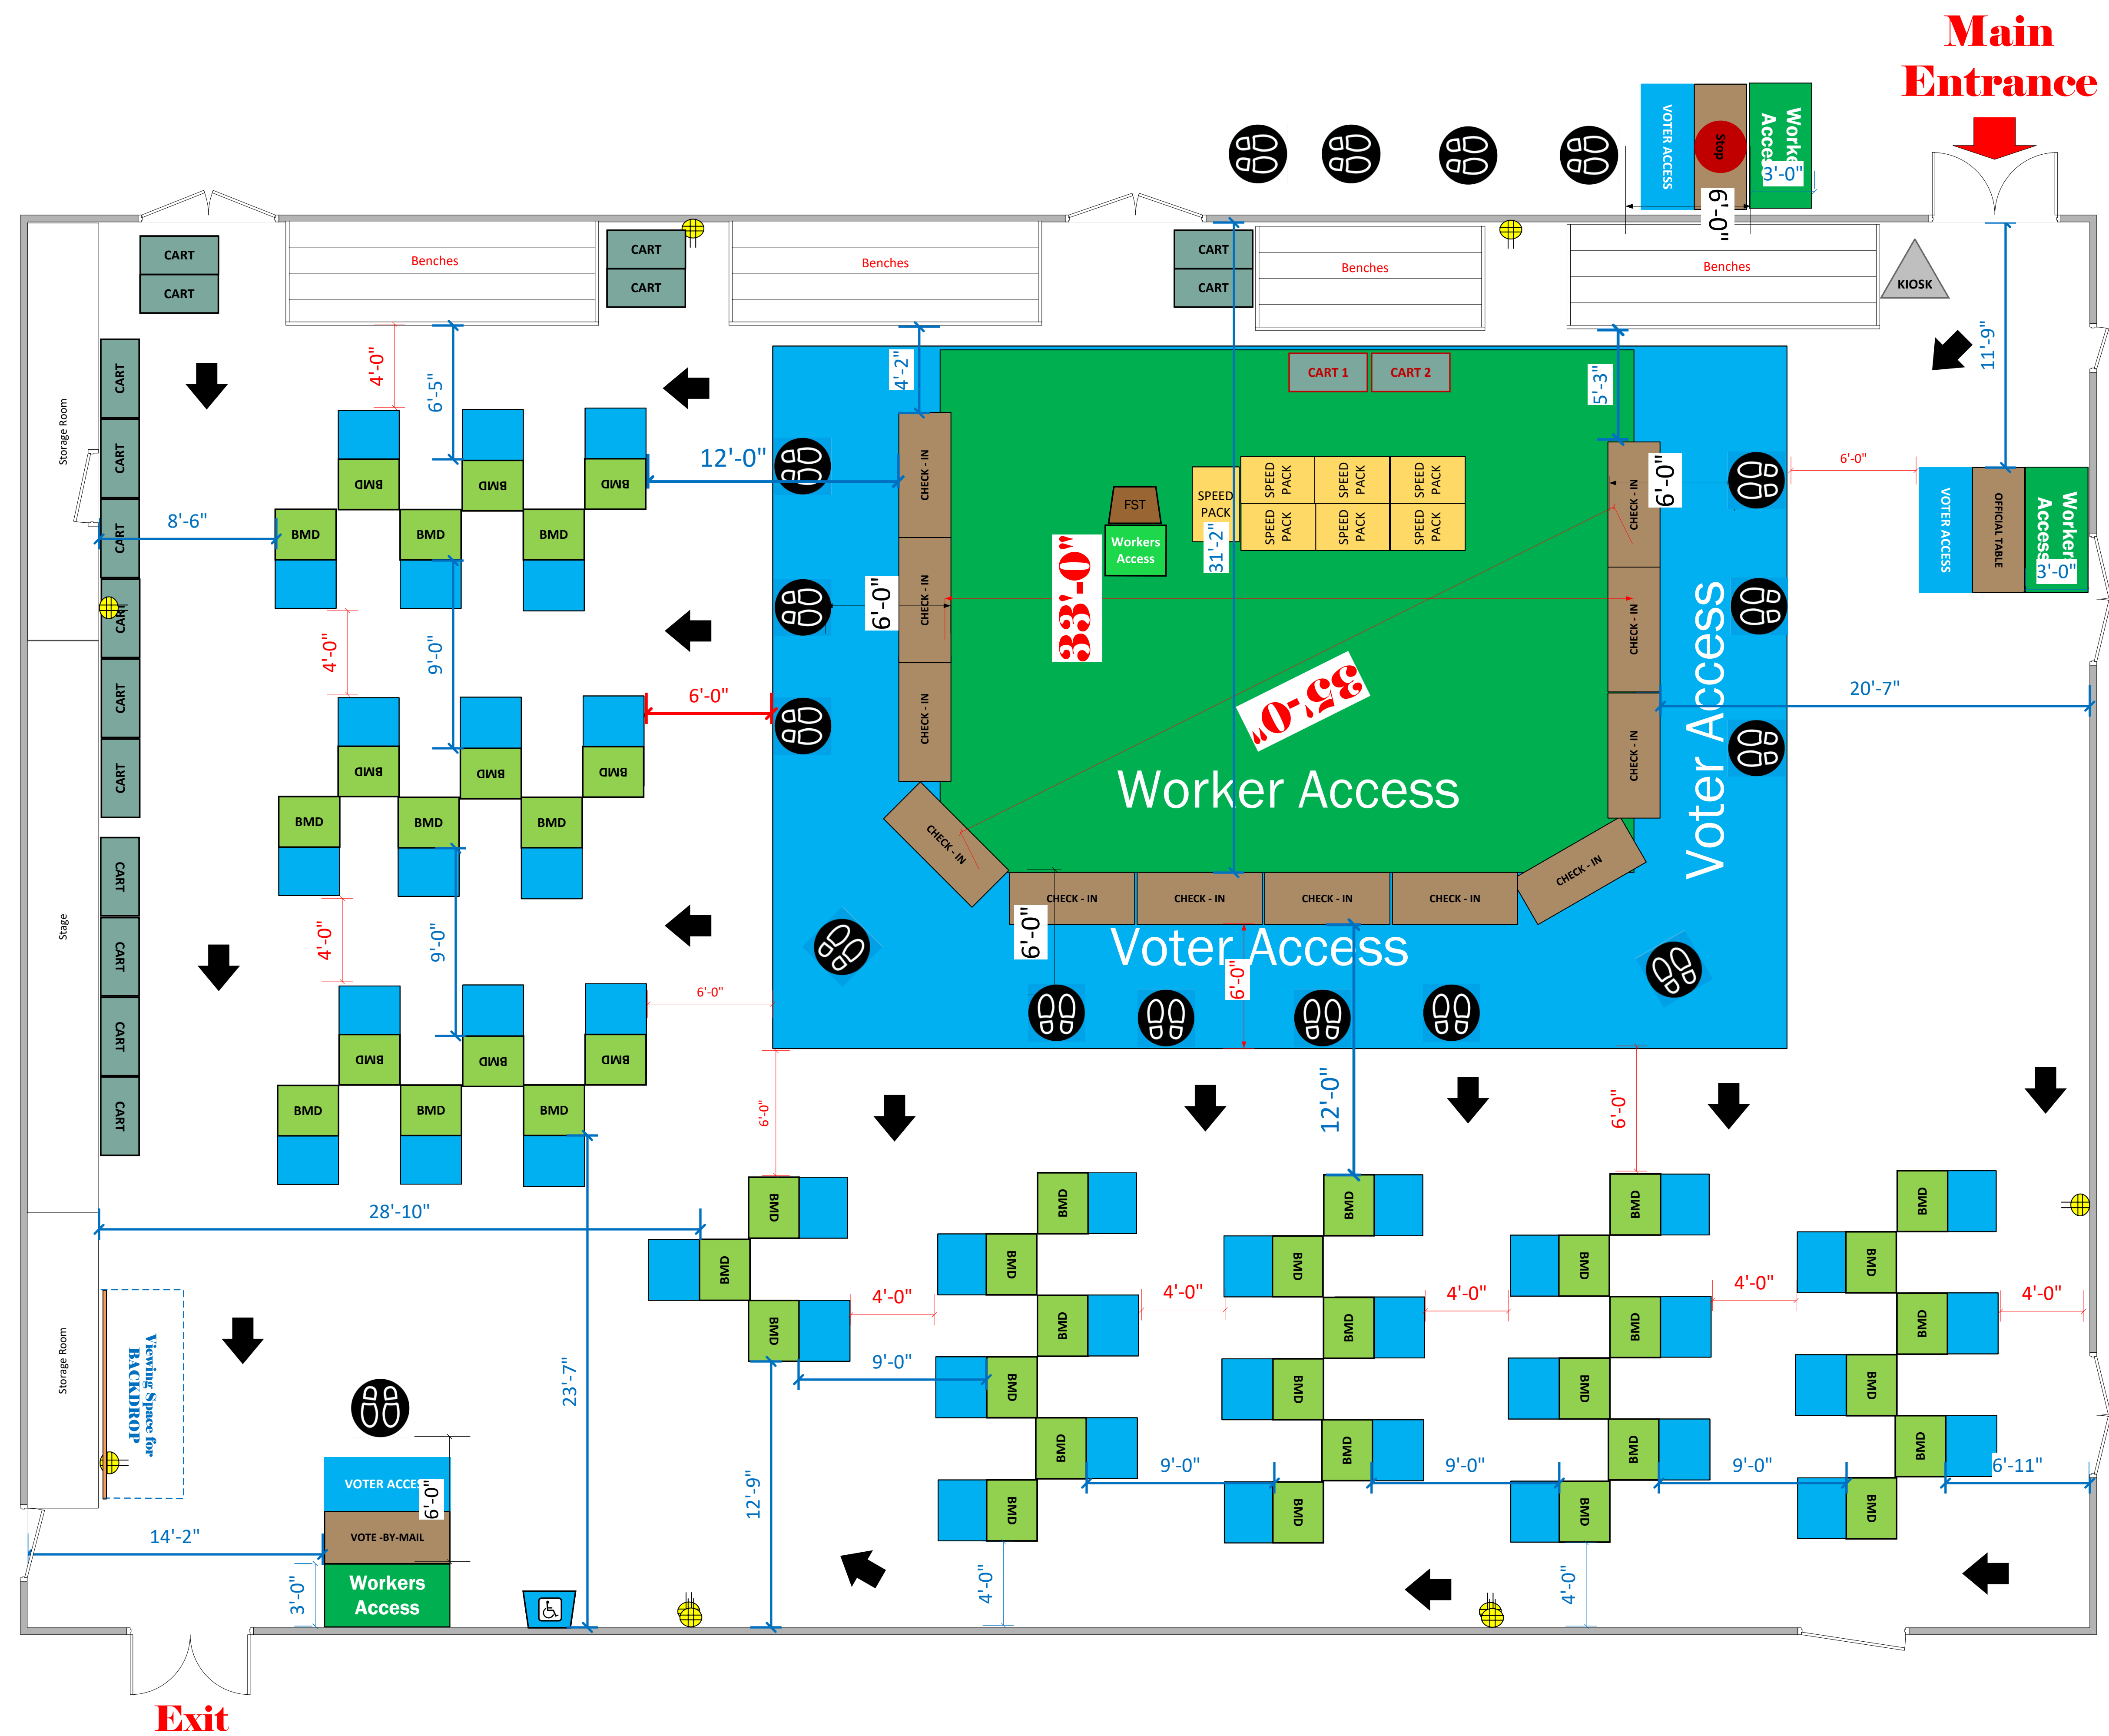 Main
Entrance
VOTER ACCESS
Stop
Worker
Access
3'-0"
6'-0"
CART
CART
Benches
CART
CART
Benches
CART
CART
Benches
Benches
KIOSK
11'-9"
Storage Room
CART
CART
CART
CART
CART
CART
4'-0"
6'-5"
4'-2"
CART 1
CART 2
5'-3"
BMD
BMD
BMD
12'-0"
8'-6"
BMD
BMD
BMD
CHECK - IN
CHECK - IN
CHECK - IN
6'-0"
FST
Workers
Access
SPEED
PACK
SPEED
PACK
SPEED
PACK
SPEED
PACK
SPEED
PACK
SPEED
PACK
SPEED
PACK
31'-2"
33'-0"
35'-0"
CHECK - IN
CHECK - IN
CHECK - IN
6'-0"
6'-0"
VOTER ACCESS
OFFICIAL TABLE
Worker
Access
3'-0"
4'-0"
9'-0"
6'-0"
20'-7"
BMD
BMD
BMD
BMD
BMD
BMD
Worker Access
Voter Access
CHECK - IN
CHECK - IN
CHECK - IN
CHECK - IN
CHECK - IN
CHECK - IN
Voter Access
6'-0"
6'-0"
Stage
CART
CART
CART
CART
4'-0"
9'-0"
6'-0"
BMD
BMD
BMD
BMD
BMD
BMD
6'-0"
12'-0"
6'-0"
28'-10"
BMD
BMD
BMD
BMD
BMD
BMD
BMD
BMD
BMD
BMD
4'-0"
4'-0"
4'-0"
4'-0"
4'-0"
BMD
BMD
BMD
BMD
BMD
9'-0"
BMD
BMD
BMD
BMD
BMD
BMD
BMD
BMD
9'-0"
9'-0"
9'-0"
6'-11"
BMD
BMD
BMD
BMD
Storage Room
Viewing Space for
BACKDROP
23'-7"
12'-9"
VOTER ACCESS
6'-0"
VOTE -BY-MAIL
14'-2"
Workers
Access
3'-0"
4'-0"
4'-0"
Exit